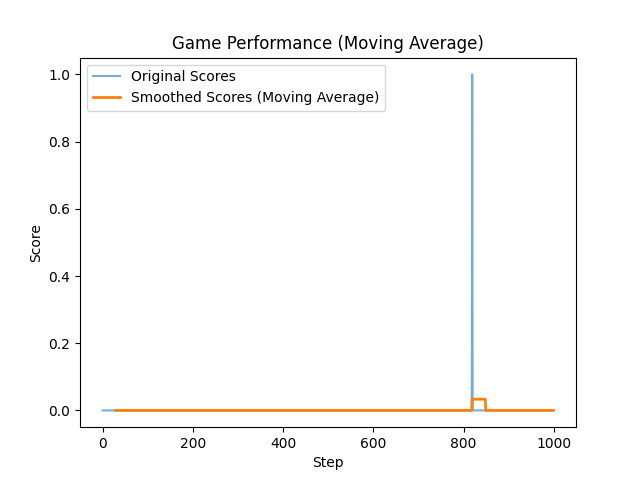 Game Performance (Moving Average)
Original Scores
Smoothed Scores (Moving Average)
1.0
0.8
0.6
0.4
0.2
0.0
Score
0 200 400 600 800 1000
Step